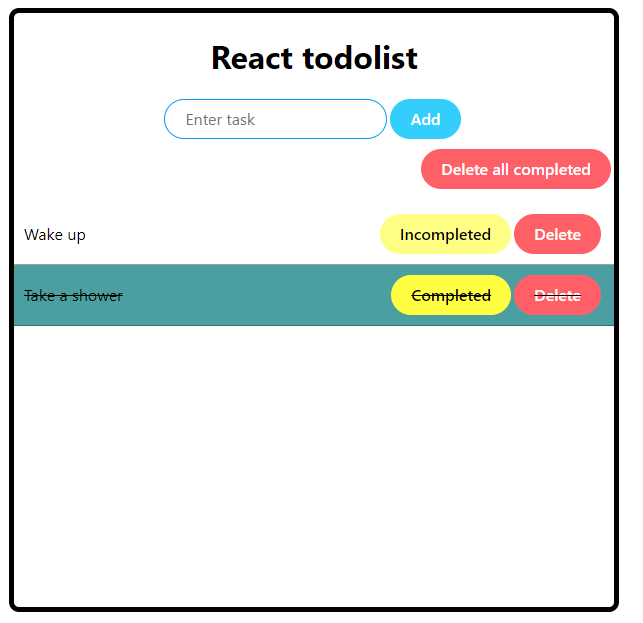 React todolist
Enter task Add
Delete all completed
Wake up Incompleted Delete
Take a shower Completed Delete